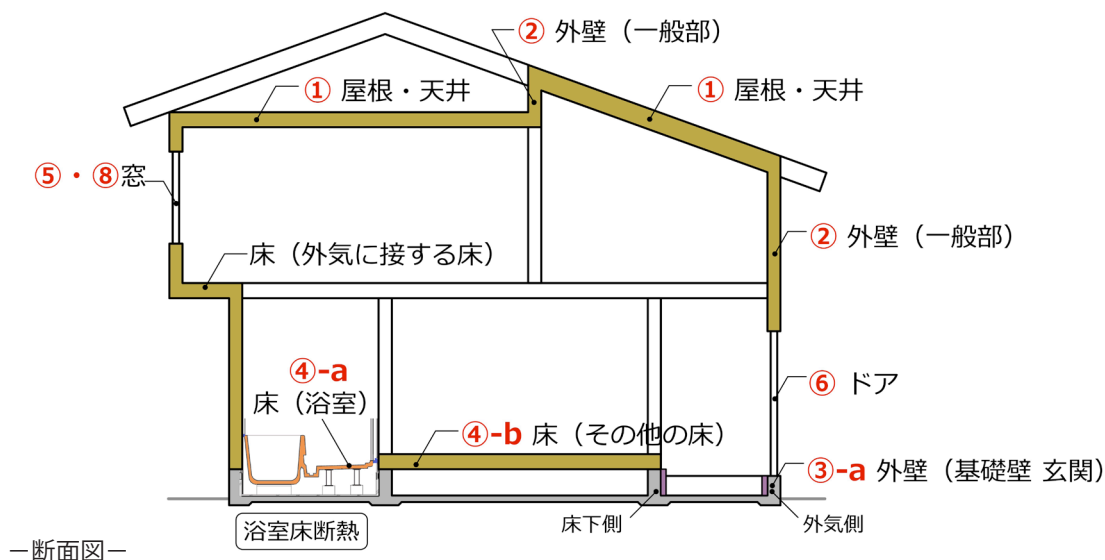 ② 外壁（一般部）
① 屋根・天井
① 屋根・天井
⑤・⑧窓
② 外壁（一般部）
床（外気に接する床）
④-a
床（浴室）
⑥ ドア
④-b 床（その他の床）
③-a 外壁（基礎壁 玄関）
床下側
外気側
浴室床断熱
－断面図－